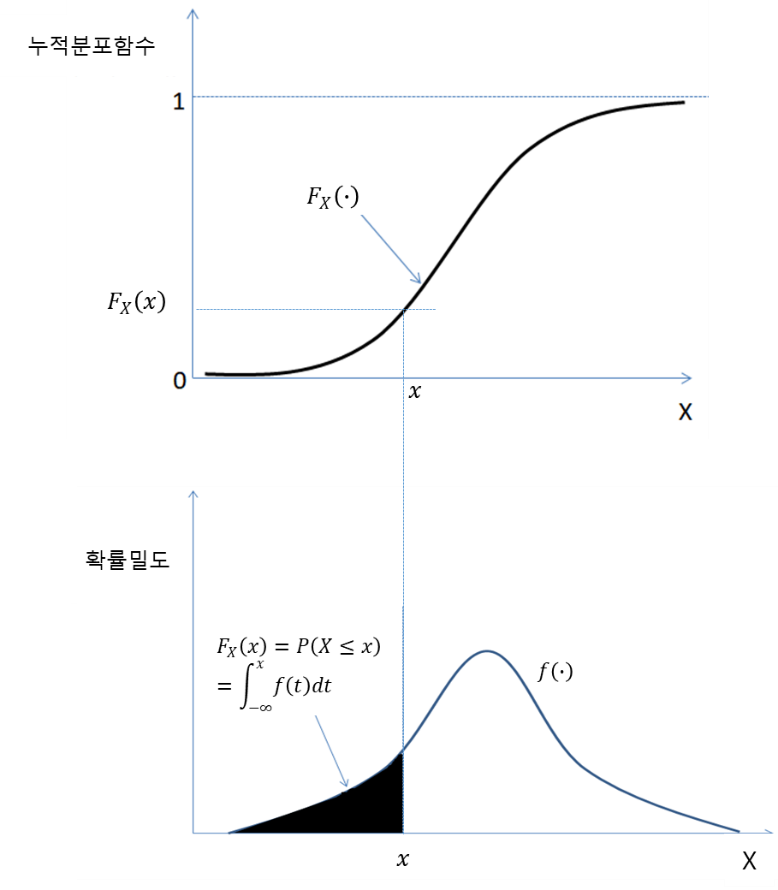 누적분포함수
1
F_X(·)
F_X(x)
0
x
X
확률밀도
F_X(x) = P(X ≤ x)
= ∫_{-∞}^{x} f(t)dt
f(·)
x
X